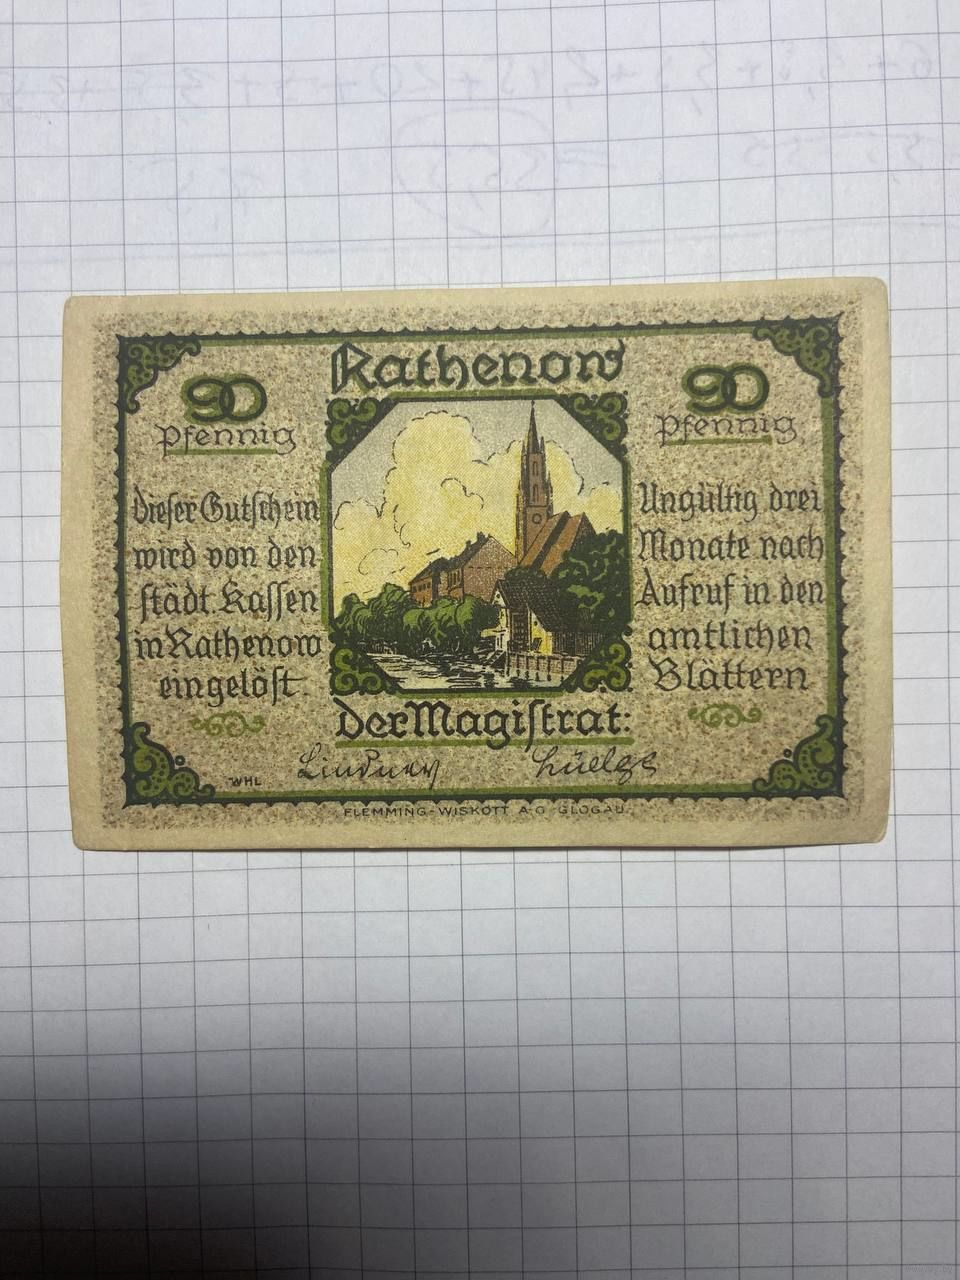 Rathenow
90
Pfennig
90
Pfennig
Dieser Gutschein
wird von den
städt. Kassen
in Rathenow
eingelöst.
Ungültig drei
Monate nach
Aufruf in den
amtlichen
Blättern
Der Magistrat:
Lindner
WHL
FLEMMING-WISKOTT A-G GLOGAU.